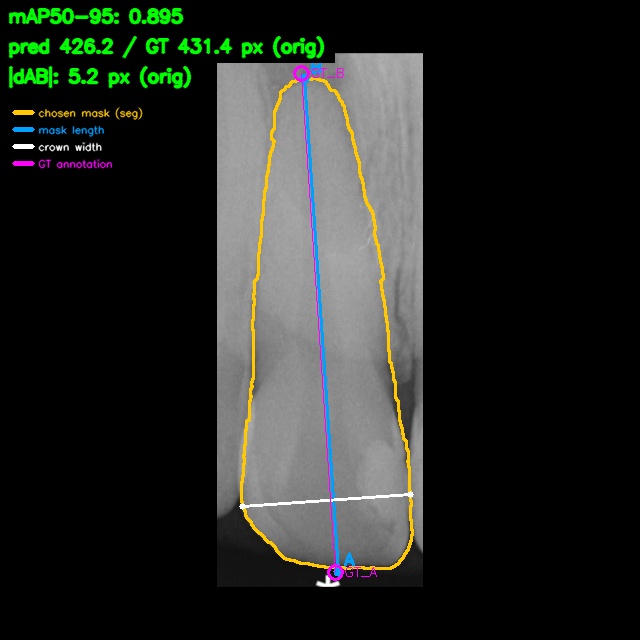 mAP50-95: 0.895
pred 426.2 / GT 431.4 px (orig)
|dAB|: 5.2 px (orig)
chosen mask (seg)
mask length
crown width
GT annotation
GT_B
A
GT_A